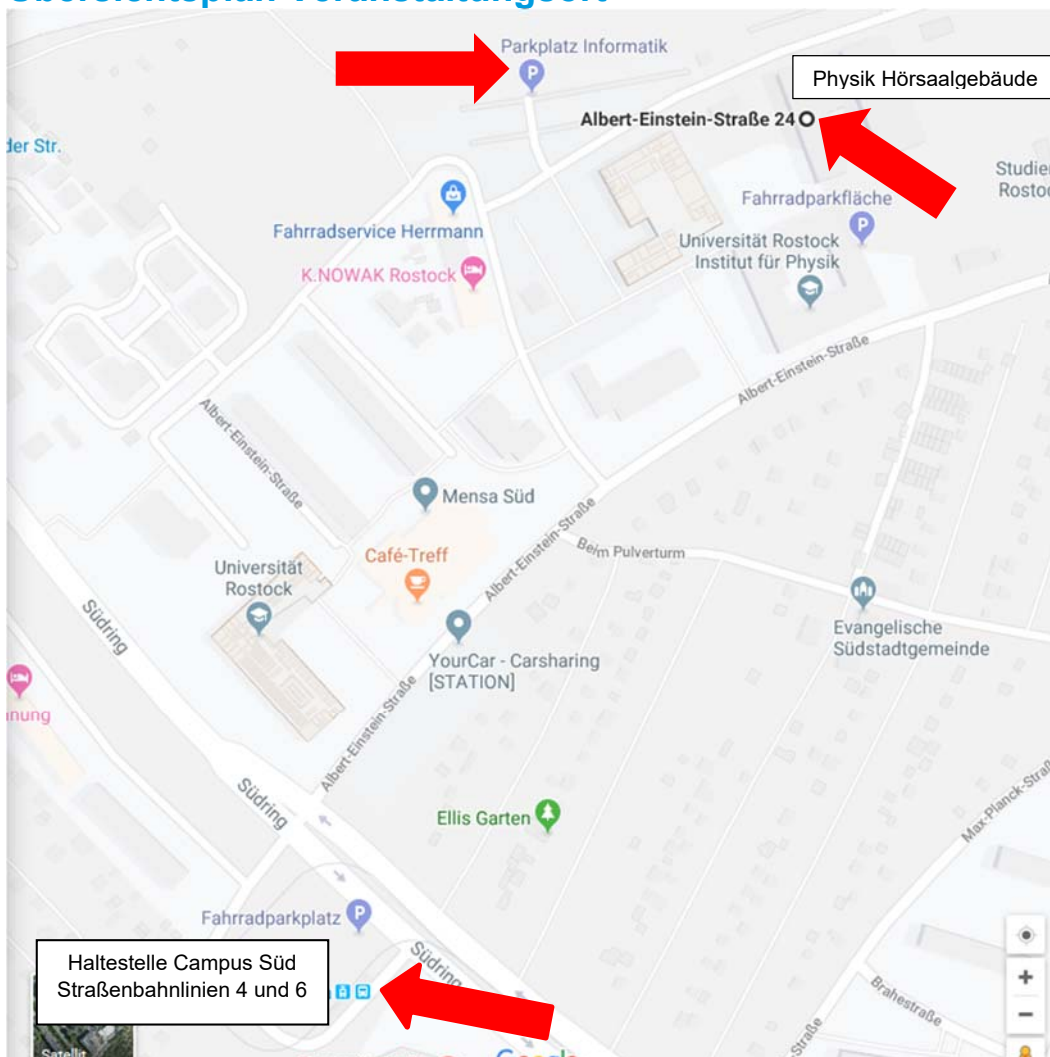 Übersichtsplan Veranstaltungsort
Parkplatz Informatik
Physik Hörsaalgebäude
Albert-Einstein-Straße 24
der Str.
Fahrradparkfläche
Fahrradservice Herrmann
Universität Rostock
Institut für Physik
K.NOWAK Rostock
Albert-Einstein-Straße
Albert-Einstein-Straße
Mensa Süd
Albert-Einstein-Straße
Beim Pulverturm
Café-Treff
Universität
Rostock
Südring
Evangelische
Südstadtgemeinde
YourCar - Carsharing
[STATION]
Albert-Einstein-Straße
Südring
Ellis Garten
Max-Planck-Straß
Fahrradparkplatz
Südring
Haltestelle Campus Süd
Straßenbahnlinien 4 und 6
Brahestraße
Satellit